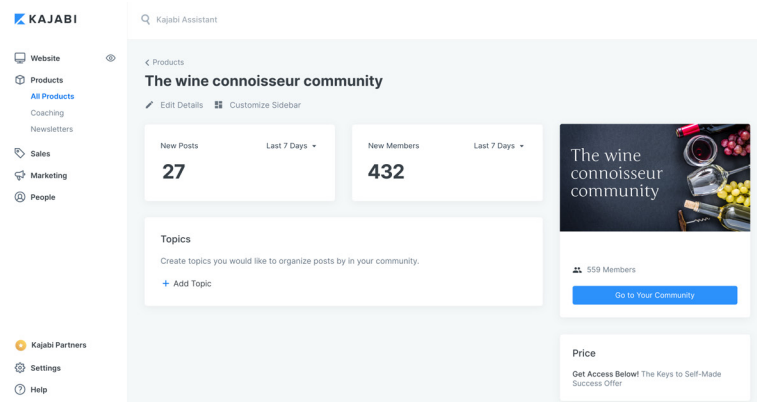 KAJABI
Kajabi Assistant
Website
Products
All Products
Coaching
Newsletters
Sales
Marketing
People
Kajabi Partners
Settings
Help
Products
The wine connoisseur community
Edit Details
Customize Sidebar
New Posts
Last 7 Days
27
New Members
Last 7 Days
432
Topics
Create topics you would like to organize posts by in your community.
+ Add Topic
The wine
connoisseur
community
559 Members
Go to Your Community
Price
Get Access Below! The Keys to Self-Made
Success Offer